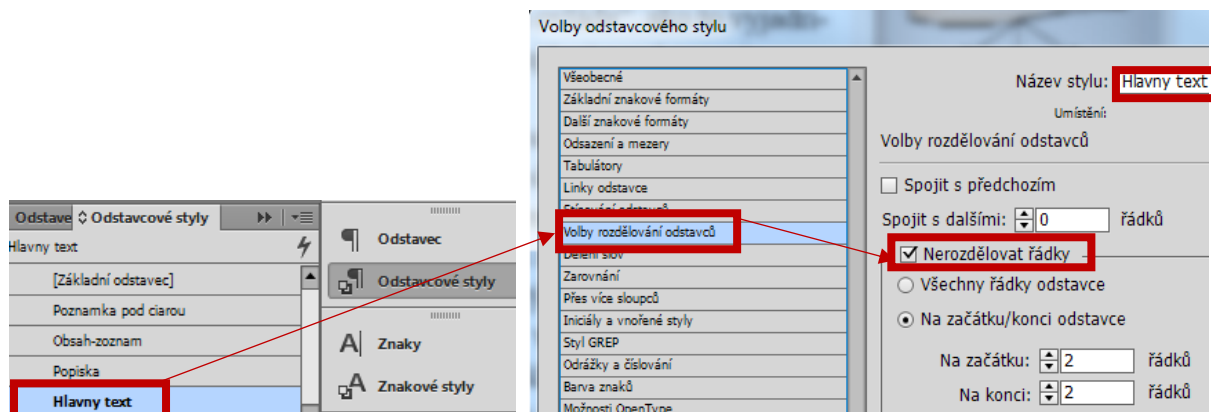 Volby odstavcového stylu
Všeobecné
Základní znakové formáty
Další znakové formáty
Odsazení a mezery
Tabulátory
Linky odstavce
Volby rozdělování odstavců
Dělení slov
Zarovnání
Přes více sloupců
Iniciály a vnořené styly
Styl GREP
Odrážky a číslování
Barva znaků
Možnosti OpenType
Název stylu: Hlavny text
Umístění:
Volby rozdělování odstavců
Spojit s předchozím
Spojit s dalšími: 0 řádků
Nerozdělovat řádky
Všechny řádky odstavce
Na začátku/konci odstavce
Na začátku: 2 řádků
Na konci: 2 řádků
Odstave Odstavcové styly
Hlavny text
[Základní odstavec]
Poznamka pod ciarou
Obsah-zoznam
Popiska
Hlavny text
Odstavec
Odstavcové styly
Znaky
Znakové styly